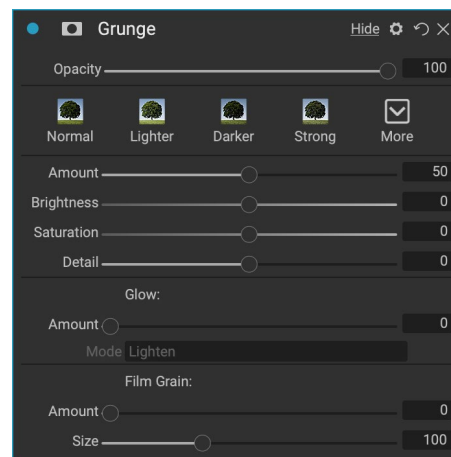 Grunge Hide
Opacity 100
Normal Lighter Darker Strong More
Amount 50
Brightness 0
Saturation 0
Detail 0
Glow:
Amount 0
Mode Lighten
Film Grain:
Amount 0
Size 100